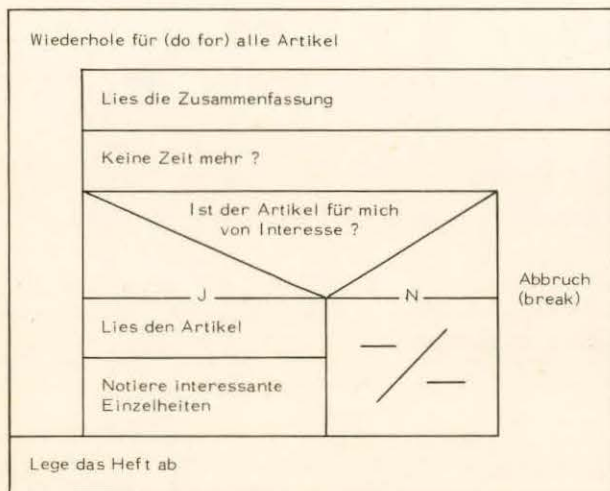 Wiederhole für (do for) alle Artikel
Lies die Zusammenfassung
Keine Zeit mehr ?
Ist der Artikel für mich
von Interesse ?
J
N
Abbruch
(break)
Lies den Artikel
Notiere interessante
Einzelheiten
Lege das Heft ab